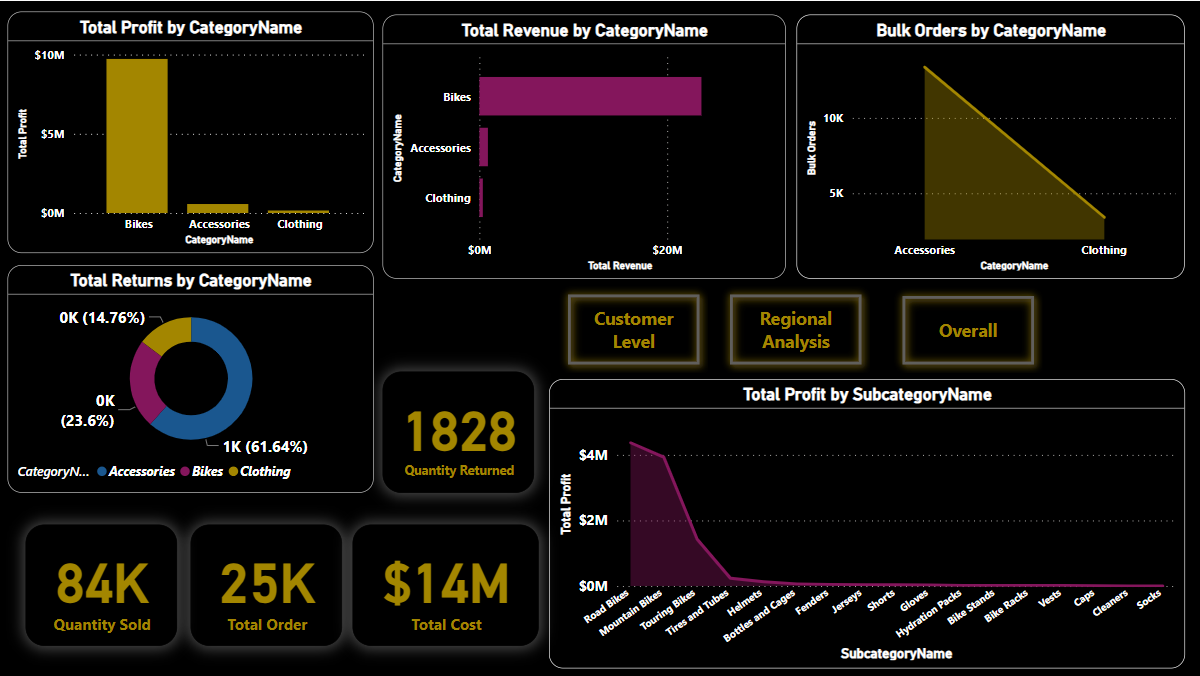 Total Profit by CategoryName
$10M
$5M
$0M
Total Profit
Bikes
Accessories
Clothing
CategoryName
Total Revenue by CategoryName
CategoryName
Bikes
Accessories
Clothing
$0M
$20M
Total Revenue
Bulk Orders by CategoryName
Bulk Orders
10K
5K
Accessories
Clothing
CategoryName
Total Returns by CategoryName
0K (14.76%)
0K
(23.6%)
1K (61.64%)
CategoryN...
Accessories
Bikes
Clothing
Customer
Level
Regional
Analysis
Overall
1828
Quantity Returned
84K
Quantity Sold
25K
Total Order
$14M
Total Cost
Total Profit by SubcategoryName
Total Profit
$4M
$2M
$0M
Road Bikes
Mountain Bikes
Touring Bikes
Tires and Tubes
Helmets
Bottles and Cages
Fenders
Jerseys
Shorts
Gloves
Hydration Packs
Bike Stands
Bike Racks
Vests
Caps
Cleaners
Socks
SubcategoryName